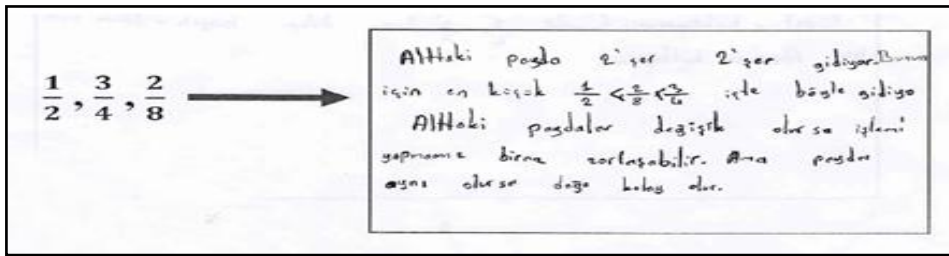 1/2, 3/4, 2/8
Alttaki payda 2'şer 2'şer gidiyor. Bunun
için en küçük 1/2 < 2/8 < 3/4 işte böyle gidiyo
Alttaki paydalar değişik olursa işlemi
yapmamız biraz zorlaşabilir. Ama payda
aynı olursa daha kolay olur.